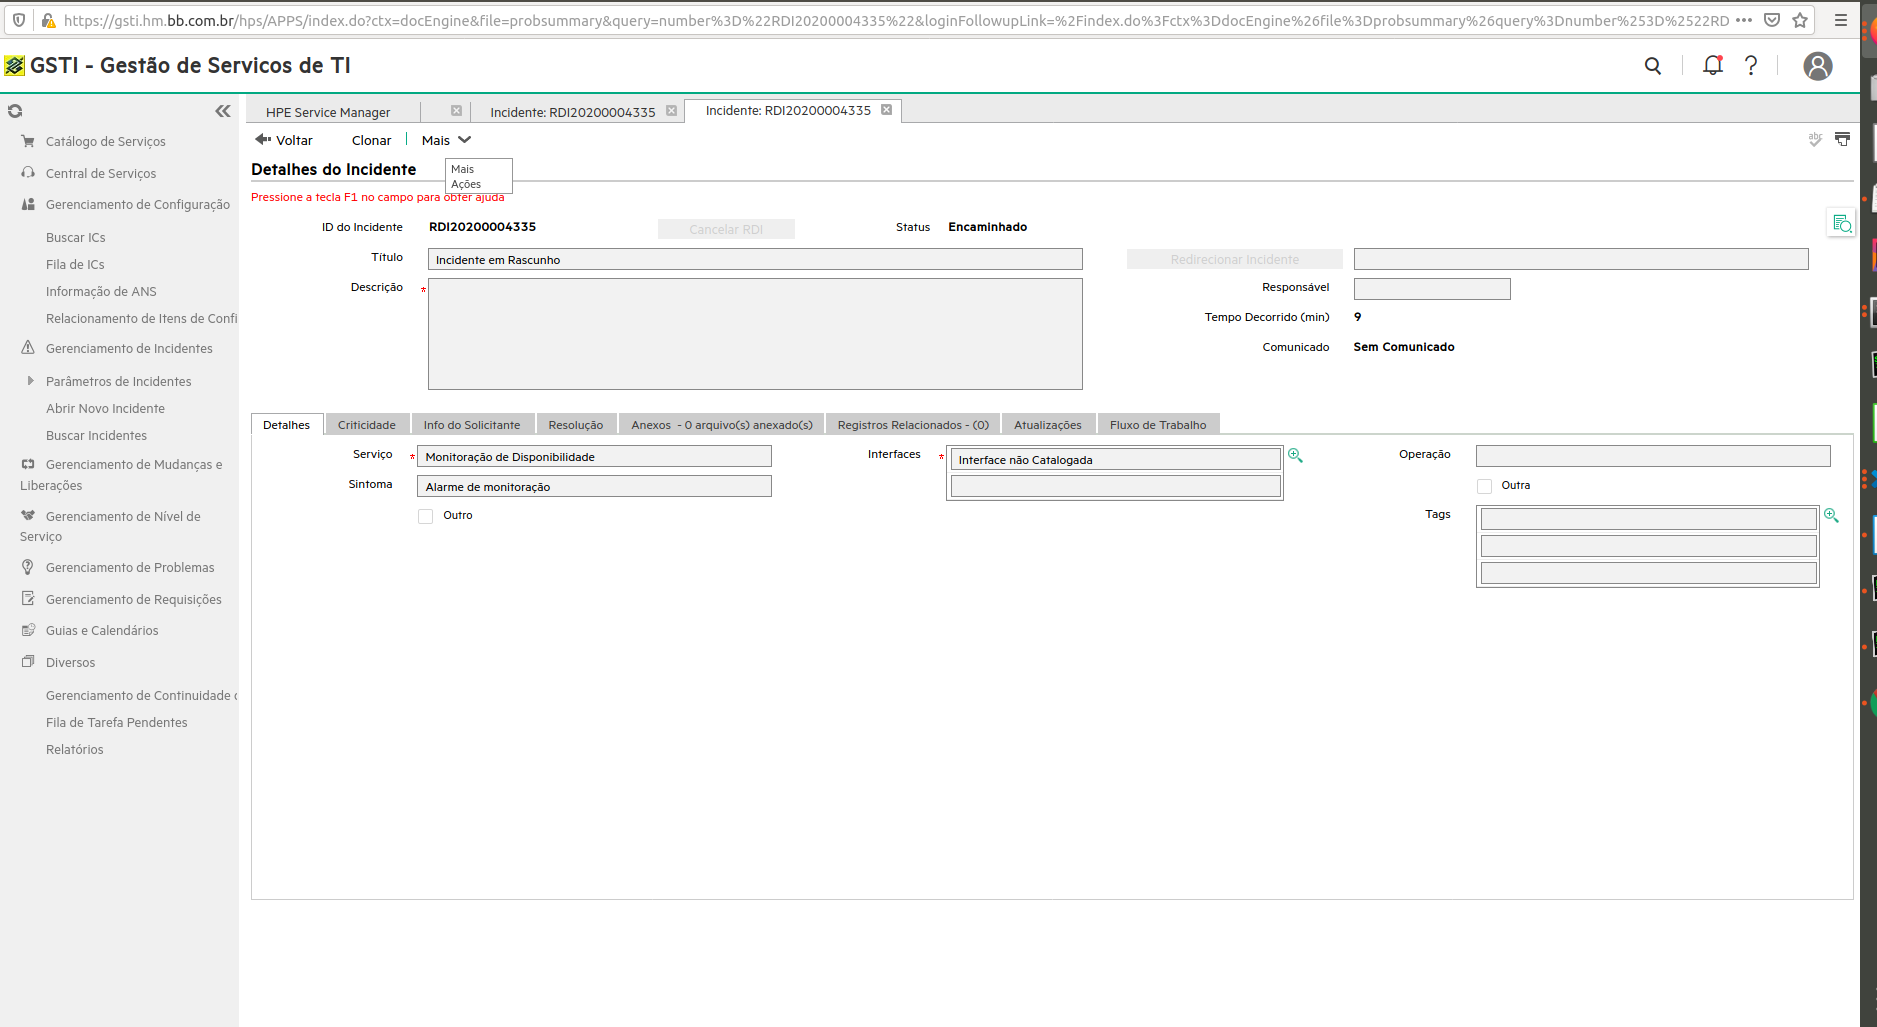 https://gsti.hm.bb.com.br/hps/APPS/index.do?ctx=docEngine&file=probsummary&query=number%3D%22RDI20200004335%22&loginFollowupLink=%2Findex.do%3Fctx%3DdocEngine%26file%3Dprobsummary%26query%3Dnumber%253D%2522RD
GSTI - Gestão de Servicos de TI
HPE Service Manager
Incidente: RDI20200004335
Incidente: RDI20200004335
Voltar
Clonar
Mais
abc
Mais
Ações
Detalhes do Incidente
Pressione a tecla F1 no campo para obter ajuda
Catálogo de Serviços
Central de Serviços
Gerenciamento de Configuração
Buscar ICs
Fila de ICs
Informação de ANS
Relacionamento de Itens de Confi
Gerenciamento de Incidentes
Parâmetros de Incidentes
Abrir Novo Incidente
Buscar Incidentes
Gerenciamento de Mudanças e
Liberações
Gerenciamento de Nível de
Serviço
Gerenciamento de Problemas
Gerenciamento de Requisições
Guias e Calendários
Diversos
Gerenciamento de Continuidade
Fila de Tarefa Pendentes
Relatórios
ID do Incidente
RDI20200004335
Cancelar RDI
Status
Encaminhado
Título
Incidente em Rascunho
Redirecionar Incidente
Descrição *
Responsável
Tempo Decorrido (min)
9
Comunicado
Sem Comunicado
Detalhes
Criticidade
Info do Solicitante
Resolução
Anexos - 0 arquivo(s) anexado(s)
Registros Relacionados - (0)
Atualizações
Fluxo de Trabalho
Serviço *
Monitoração de Disponibilidade
Interfaces *
Interface não Catalogada
Operação
Sintoma
Alarme de monitoração
Outra
Outro
Tags